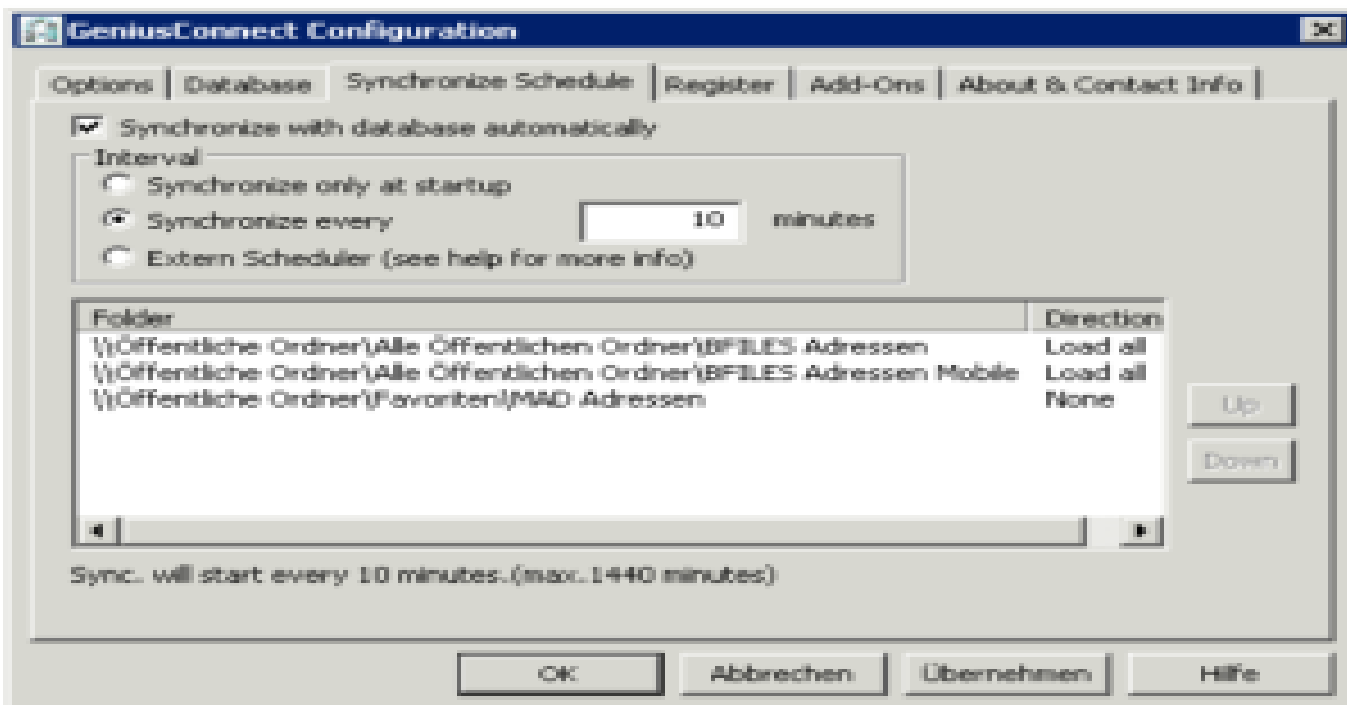 GeniusConnect Configuration
Options Database Synchronize Schedule Register Add-Ons About & Contact Info
Synchronize with database automatically
Interval
Synchronize only at startup
Synchronize every 10 minutes
Extern Scheduler (see help for more info)
Folder Direction
\\Öffentliche Ordner\Alle Öffentlichen Ordner\BFILES Adressen Load all
\\Öffentliche Ordner\Alle Öffentlichen Ordner\BFILES Adressen Mobile Load all
\\Öffentliche Ordner\Favoriten\MAD Adressen None
Up
Down
Sync. will start every 10 minutes.(max.1440 minutes)
OK Abbrechen Übernehmen Hilfe